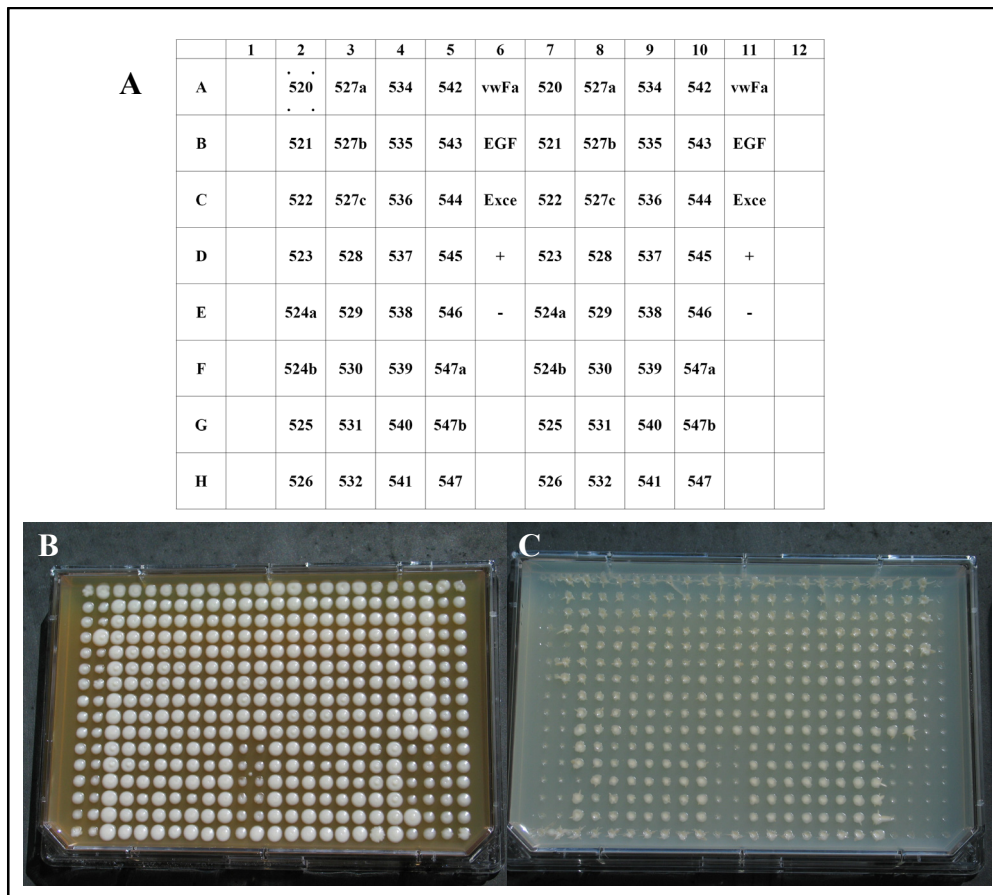 A
1 2 3 4 5 6 7 8 9 10 11 12
A 520 527a 534 542 vwFa 520 527a 534 542 vwFa
B 521 527b 535 543 EGF 521 527b 535 543 EGF
C 522 527c 536 544 Exce 522 527c 536 544 Exce
D 523 528 537 545 + 523 528 537 545 +
E 524a 529 538 546 - 524a 529 538 546 -
F 524b 530 539 547a 524b 530 539 547a
G 525 531 540 547b 525 531 540 547b
H 526 532 541 547 526 532 541 547
B C